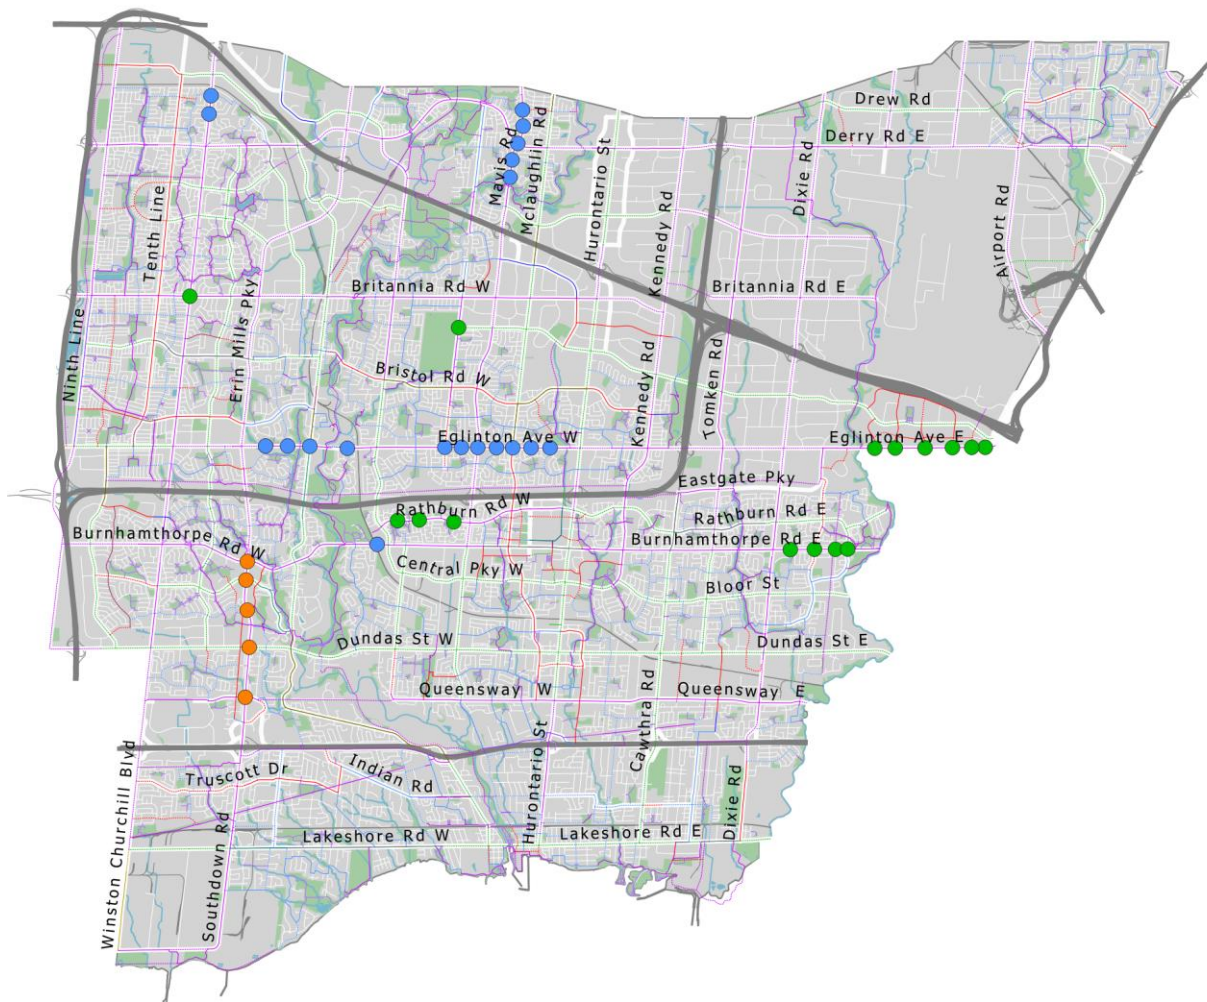 Drew Rd
Derry Rd E
Mavis Rd
Mclaughlin Rd
Hurontario St
Dixie Rd
Kennedy Rd
Airport Rd
Tenth Line
Erin Mills Pky
Britannia Rd W
Britannia Rd E
Ninth Line
Bristol Rd W
Kennedy Rd
Tomken Rd
Eglinton Ave W
Eglinton Ave E
Eastgate Pky
Rathburn Rd W
Rathburn Rd E
Burnhamthorpe Rd W
Burnhamthorpe Rd E
Central Pky W
Bloor St
Dundas St W
Dundas St E
Queensway W
Queensway E
Cawthra Rd
Hurontario St
Truscott Dr
Indian Rd
Dixie Rd
Winston Churchill Blvd
Southdown Rd
Lakeshore Rd W
Lakeshore Rd E